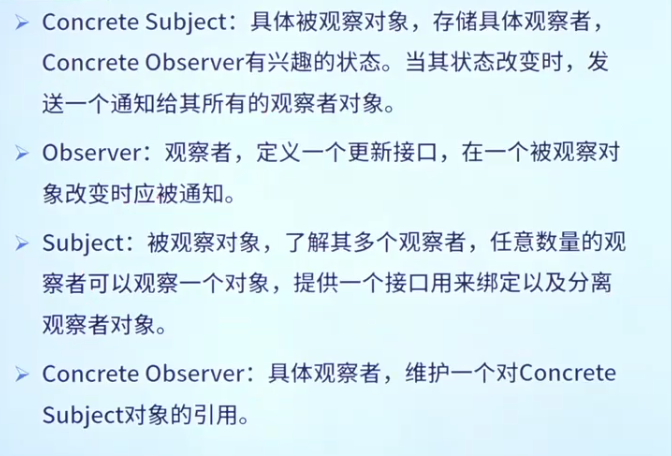 Concrete Subject：具体被观察对象，存储具体观察者，
Concrete Observer有兴趣的状态。当其状态改变时，发
送一个通知给其所有的观察者对象。
Observer：观察者，定义一个更新接口，在一个被观察对
象改变时应被通知。
Subject：被观察对象，了解其多个观察者，任意数量的观
察者可以观察一个对象，提供一个接口用来绑定以及分离
观察者对象。
Concrete Observer：具体观察者，维护一个对Concrete
Subject对象的引用。